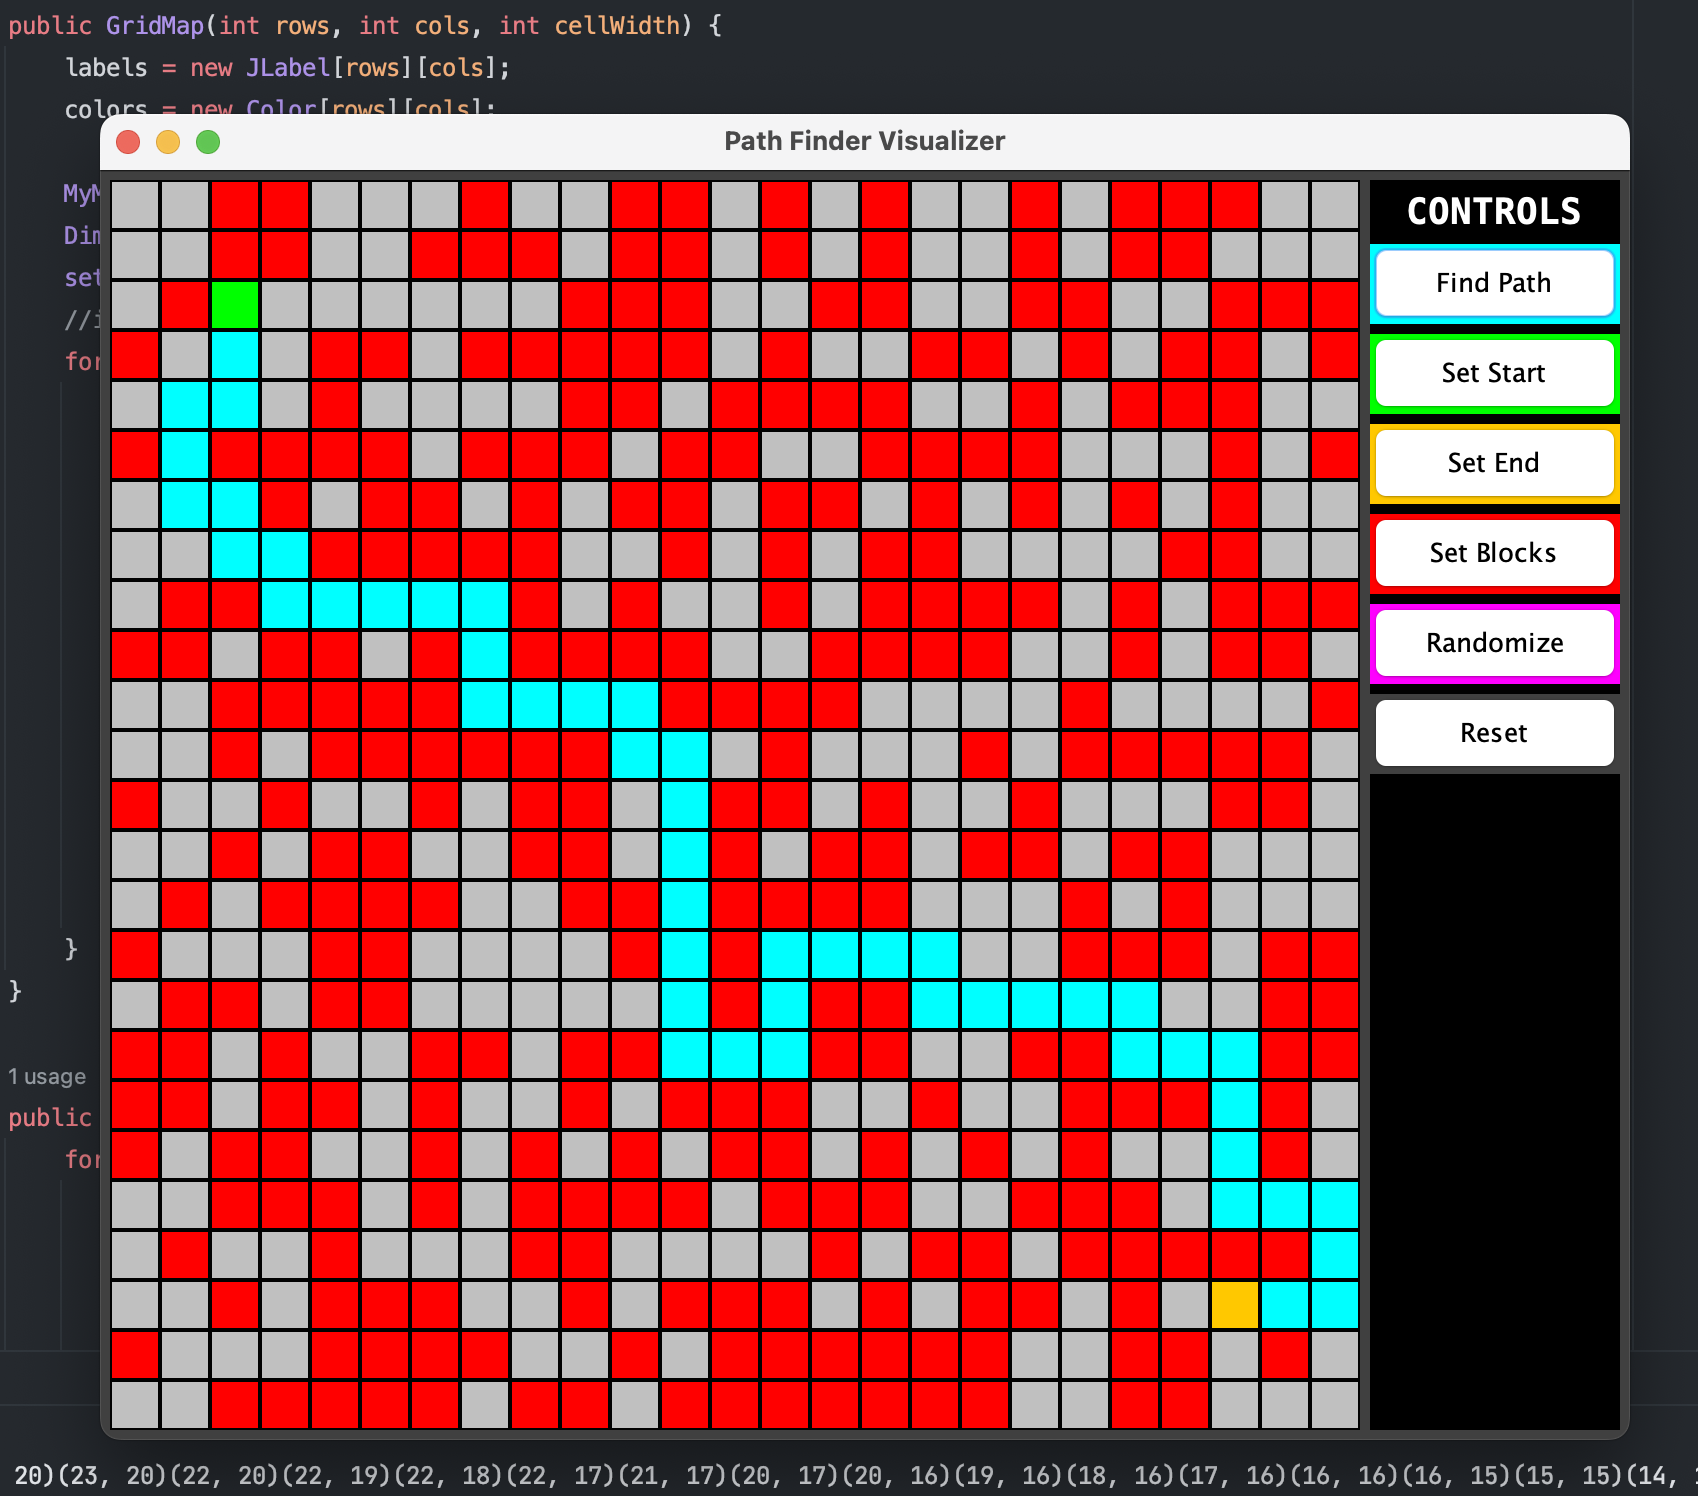 public GridMap(int rows, int cols, int cellWidth) {
labels = new JLabel[rows][cols];
colors = new Color[rows][cols];
Path Finder Visualizer
MyM
Dim
set
//i
for
CONTROLS
Find Path
Set Start
Set End
Set Blocks
Randomize
Reset
}
}
1 usage
public
for
20)(23, 20)(22, 20)(22, 19)(22, 18)(22, 17)(21, 17)(20, 17)(20, 16)(19, 16)(18, 16)(17, 16)(16, 16)(16, 15)(15, 15)(14,